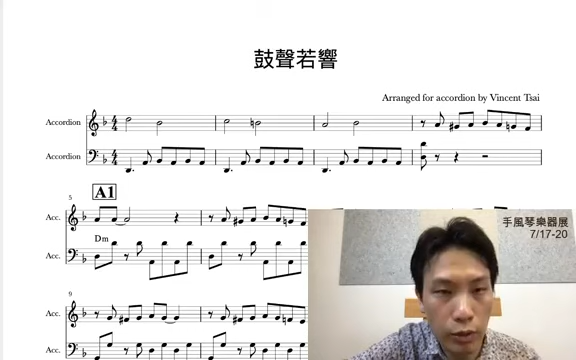 鼓聲若響
Arranged for accordion by Vincent Tsai
Accordion
Accordion
5
A1
Acc.
Dm
Acc.
9
Acc.
Acc.
手風琴樂器展
7/17-20